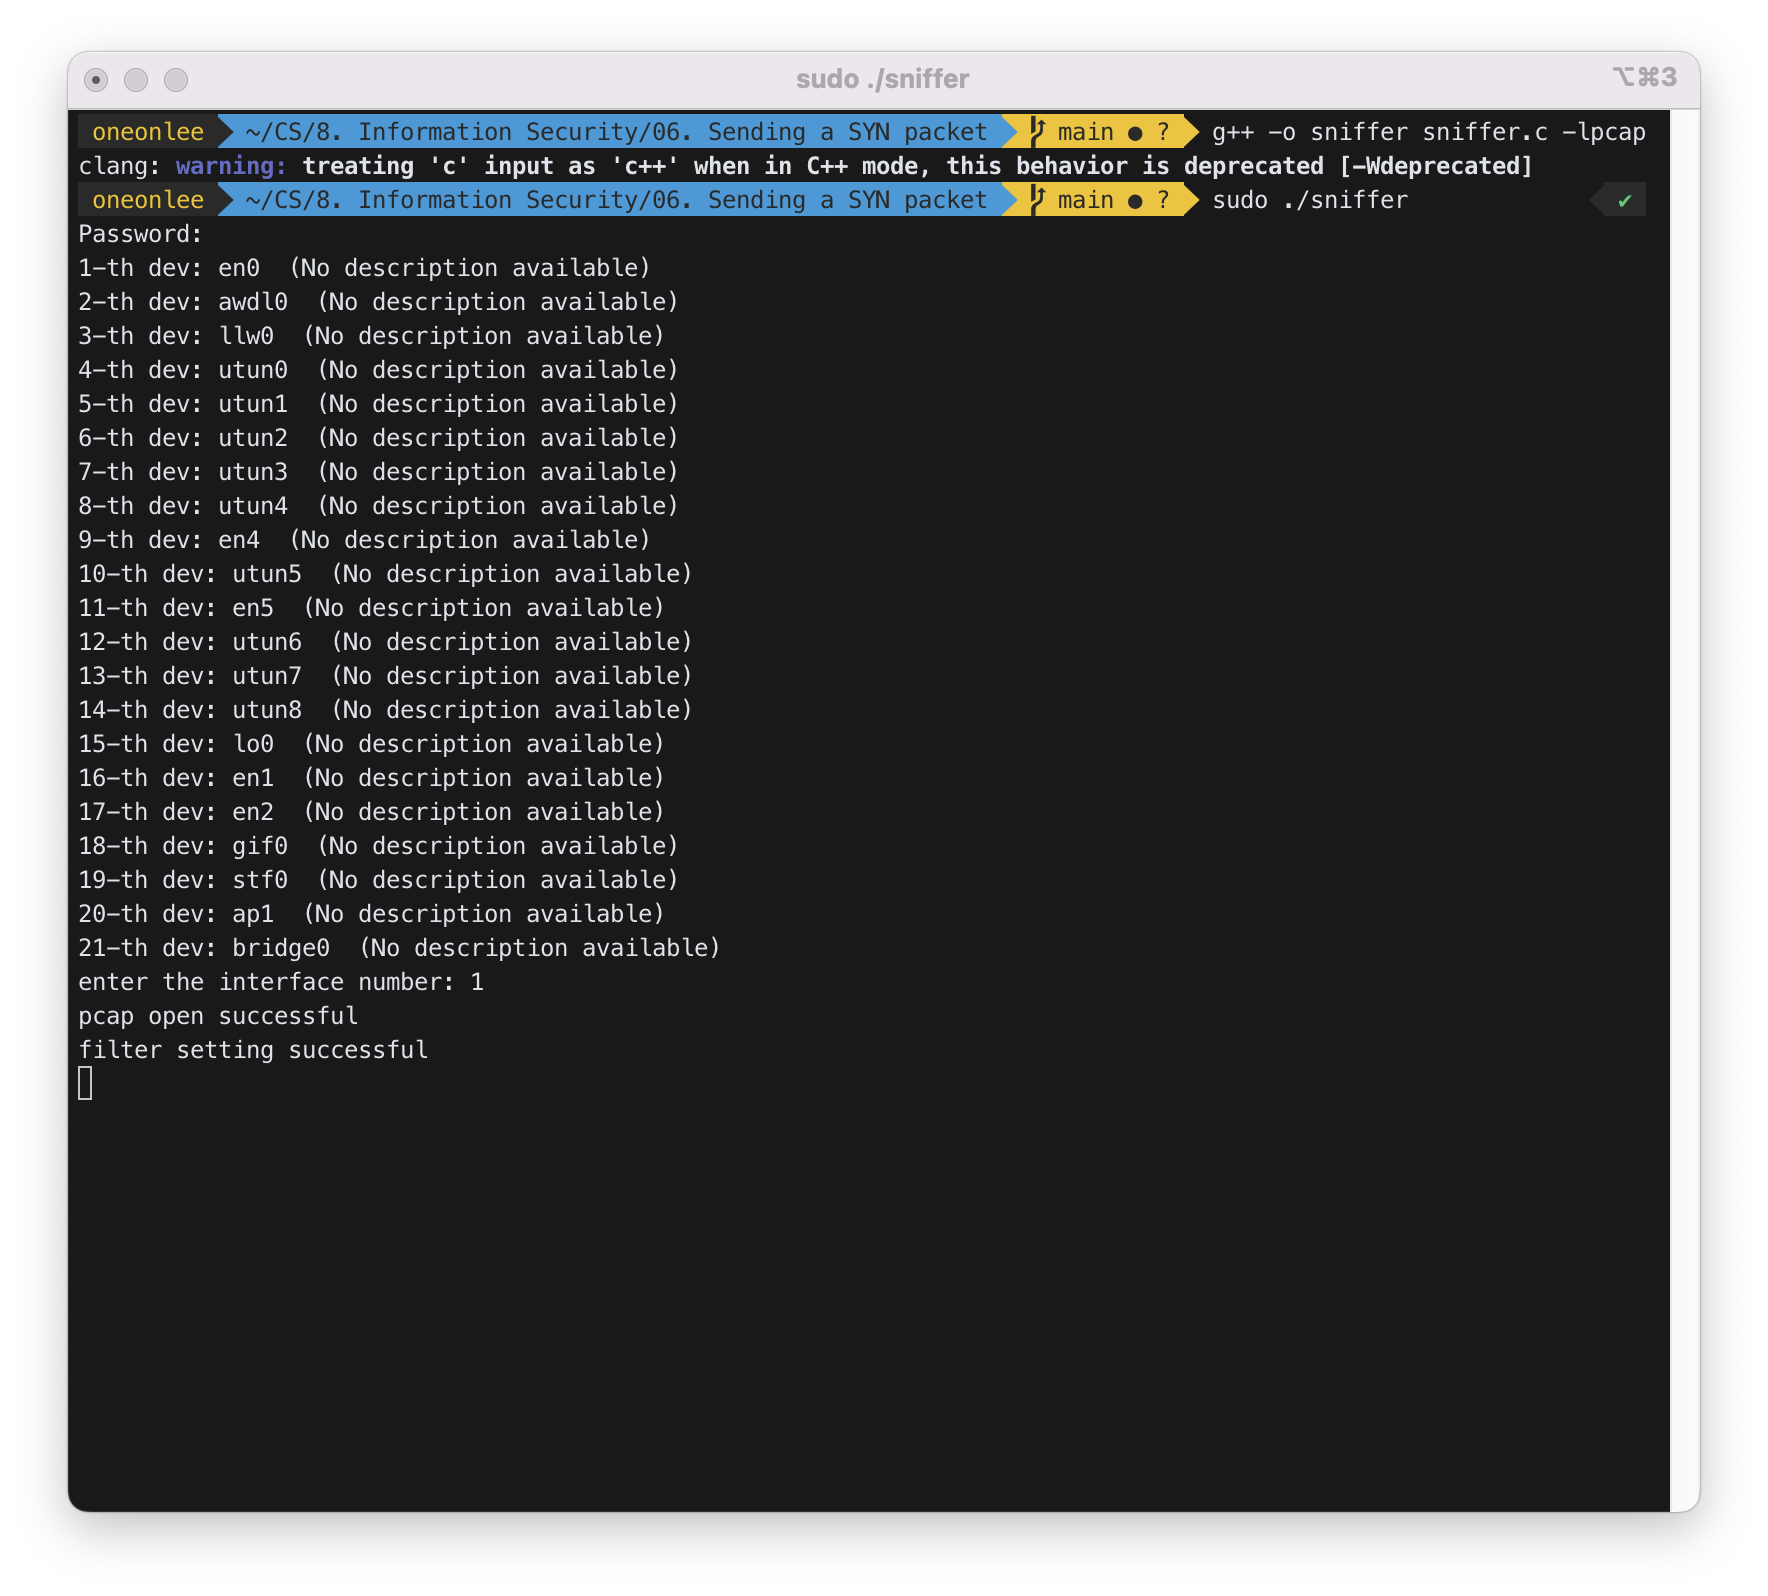 sudo ./sniffer ⌥⌘3
oneonlee ~/CS/8. Information Security/06. Sending a SYN packet main ● ? g++ -o sniffer sniffer.c -lpcap
clang: warning: treating 'c' input as 'c++' when in C++ mode, this behavior is deprecated [-Wdeprecated]
oneonlee ~/CS/8. Information Security/06. Sending a SYN packet main ● ? sudo ./sniffer ✔
Password:
1-th dev: en0  (No description available)
2-th dev: awdl0  (No description available)
3-th dev: llw0  (No description available)
4-th dev: utun0  (No description available)
5-th dev: utun1  (No description available)
6-th dev: utun2  (No description available)
7-th dev: utun3  (No description available)
8-th dev: utun4  (No description available)
9-th dev: en4  (No description available)
10-th dev: utun5  (No description available)
11-th dev: en5  (No description available)
12-th dev: utun6  (No description available)
13-th dev: utun7  (No description available)
14-th dev: utun8  (No description available)
15-th dev: lo0  (No description available)
16-th dev: en1  (No description available)
17-th dev: en2  (No description available)
18-th dev: gif0  (No description available)
19-th dev: stf0  (No description available)
20-th dev: ap1  (No description available)
21-th dev: bridge0  (No description available)
enter the interface number: 1
pcap open successful
filter setting successful